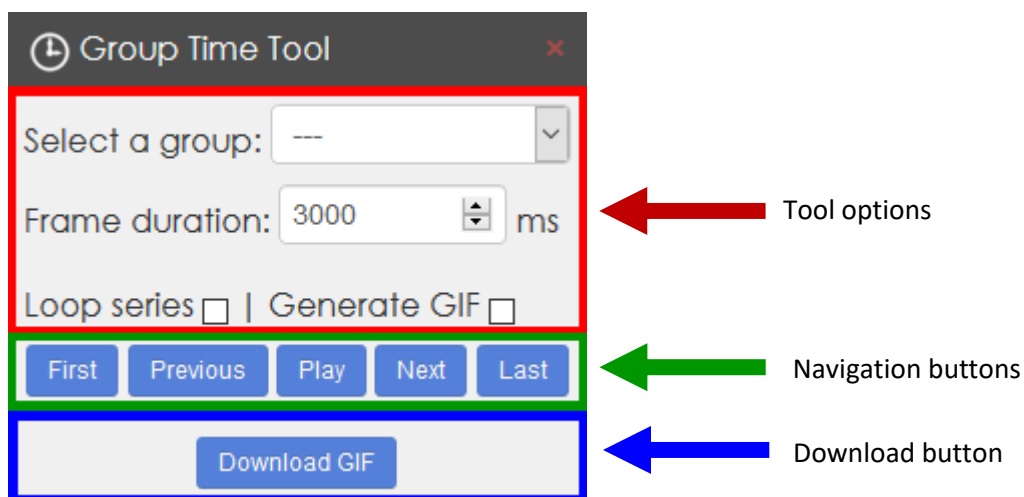 Group Time Tool ×
Select a group: ---
Frame duration: 3000 ms
Tool options
Loop series | Generate GIF
First Previous Play Next Last
Navigation buttons
Download GIF
Download button